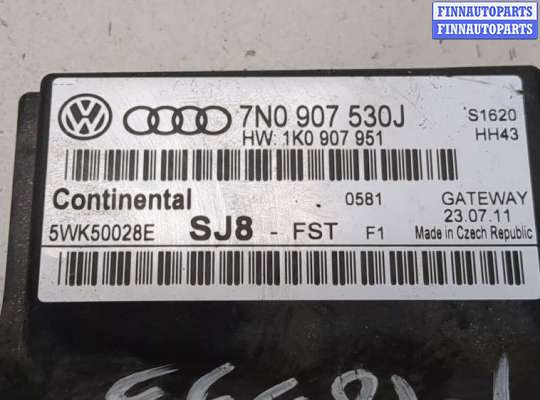 FINNAUTOPARTS
FINNAUTOPARTS
7N0 907 530J
HW: 1K0 907 951
S1620
HH43
Continental
0581
GATEWAY
23.07.11
5WK50028E SJ8 - FST F1 Made in Czech Republic